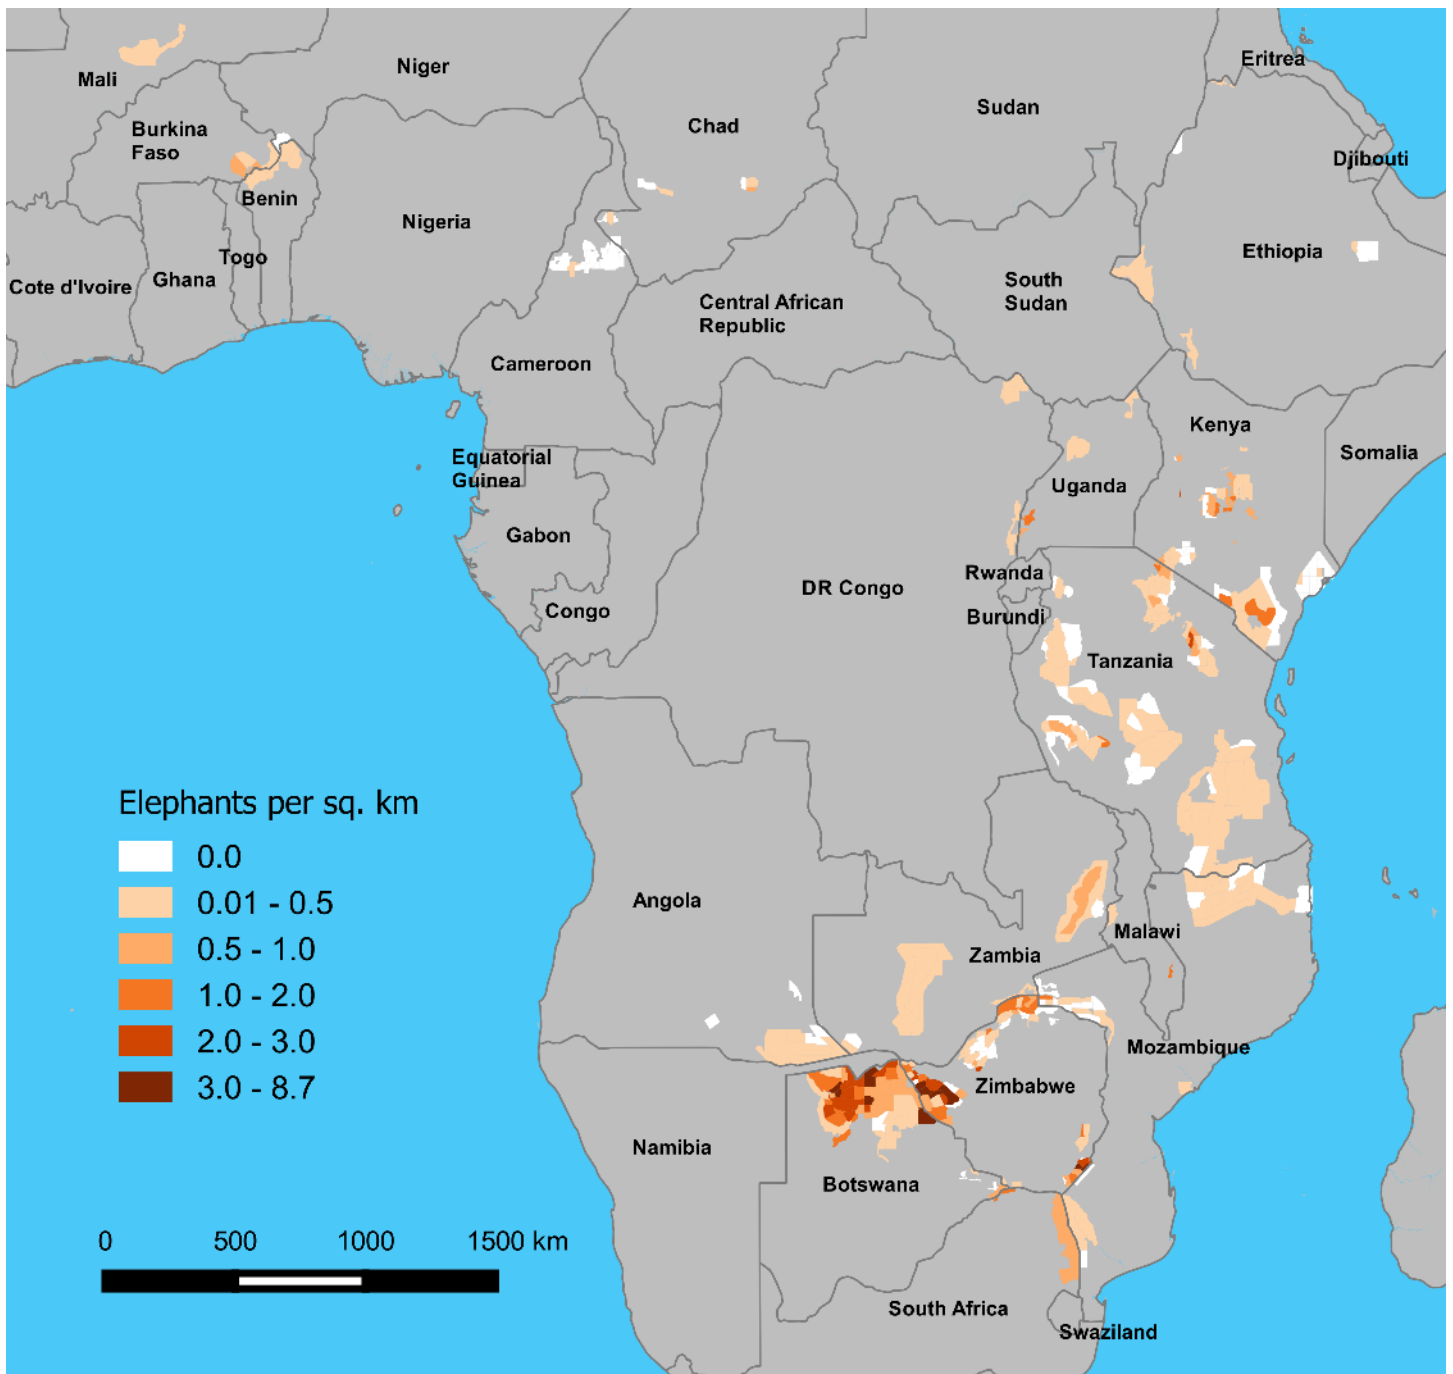 Eritrea
Niger
Mali
Sudan
Chad
Burkina
Faso
Djibouti
Benin
Nigeria
Ethiopia
Togo
Ghana
Cote d'Ivoire
South
Sudan
Central African
Republic
Cameroon
Kenya
Somalia
Equatorial
Guinea
Uganda
Gabon
Rwanda
DR Congo
Congo
Burundi
Tanzania
Elephants per sq. km
0.0
0.01 - 0.5
0.5 - 1.0
1.0 - 2.0
2.0 - 3.0
3.0 - 8.7
Angola
Malawi
Zambia
Mozambique
Zimbabwe
Namibia
Botswana
0 500 1000 1500 km
South Africa
Swaziland